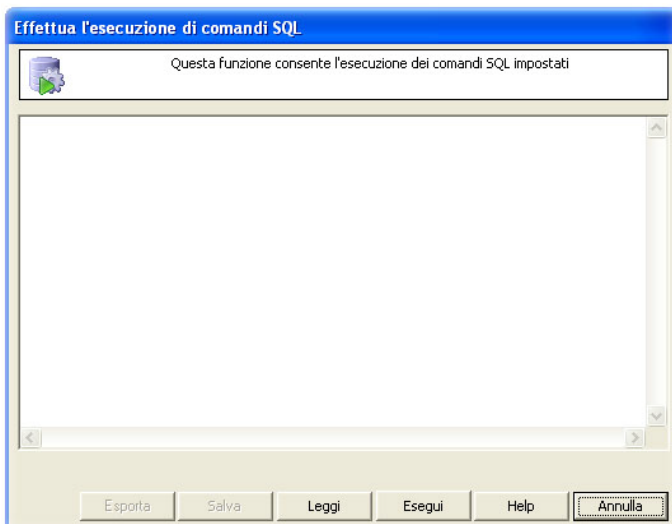 Effettua l'esecuzione di comandi SQL
Questa funzione consente l'esecuzione dei comandi SQL impostati
Esporta Salva Leggi Esegui Help Annulla